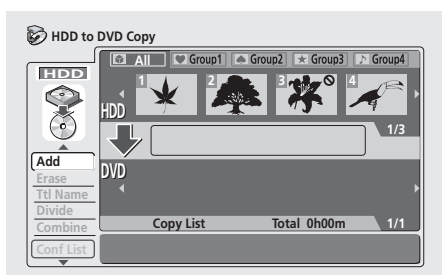 HDD to DVD Copy
All Group1 Group2 Group3 Group4
HDD
1 2 3 4
HDD
1/3
Add
DVD
Erase
Ttl Name
Divide
Copy List Total 0h00m 1/1
Combine
Conf List